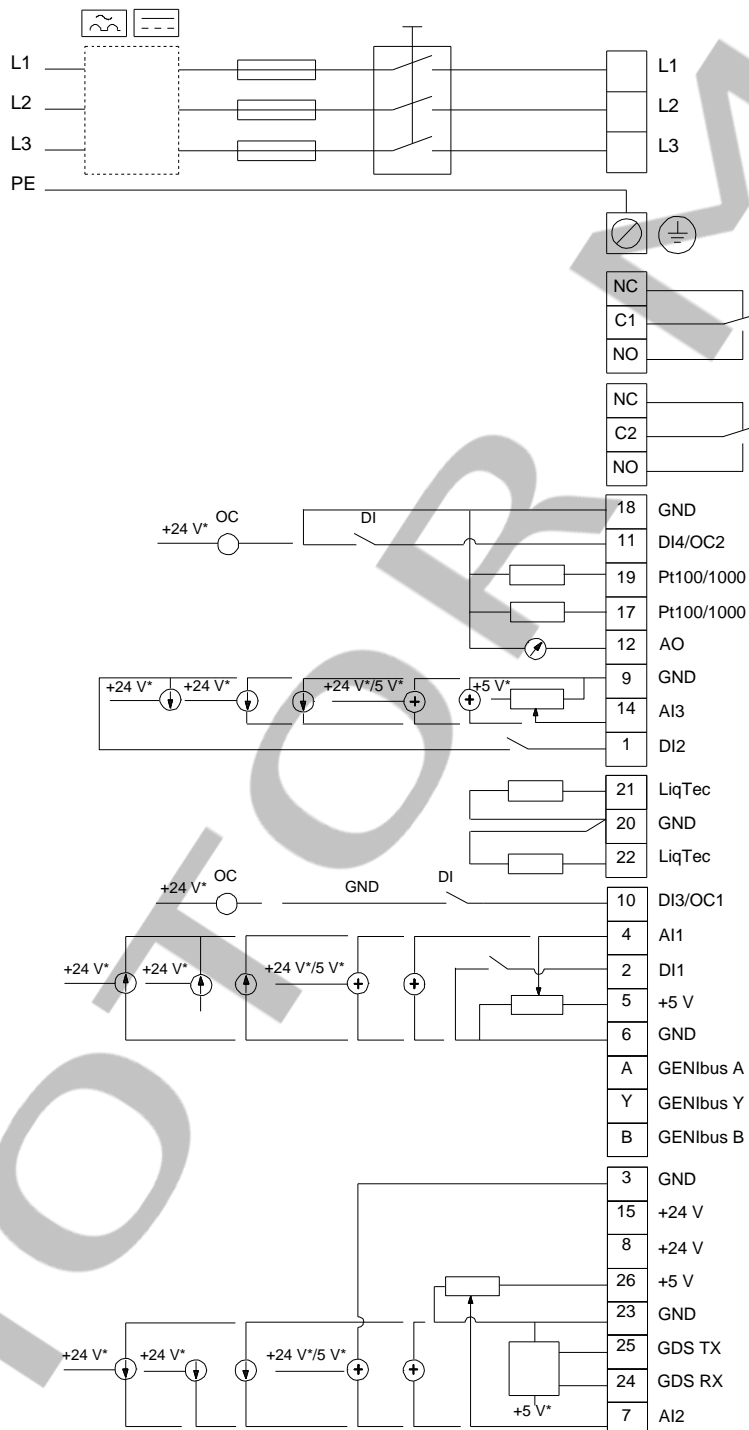 L1 L1
L2 L2
L3 L3
PE
NC
C1
NO
NC
C2
NO
18 GND
+24 V* OC DI 11 DI4/OC2
19 Pt100/1000
17 Pt100/1000
12 AO
+24 V* +24 V* +24 V*/5 V* +5 V* 9 GND
14 AI3
1 DI2
21 LiqTec
20 GND
22 LiqTec
+24 V* OC GND DI 10 DI3/OC1
4 AI1
+24 V* +24 V* +24 V*/5 V* 2 DI1
5 +5 V
6 GND
A GENIbus A
Y GENIbus Y
B GENIbus B
3 GND
15 +24 V
8 +24 V
26 +5 V
23 GND
+24 V* +24 V* +24 V*/5 V* 25 GDS TX
24 GDS RX
+5 V* 7 AI2
OTOR M